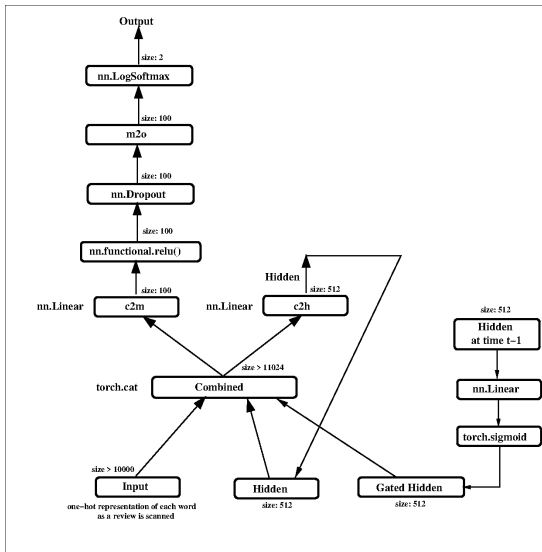 Output
size: 2
nn.LogSoftmax
size: 100
m2o
size: 100
nn.Dropout
size: 100
nn.functional.relu()
size: 100
nn.Linear
c2m
Hidden
size: 512
nn.Linear
c2h
size: 512
Hidden
at time t-1
nn.Linear
torch.sigmoid
size > 11024
torch.cat
Combined
size > 10000
Input
one-hot representation of each word
as a review is scanned
Hidden
size: 512
Gated Hidden
size: 512